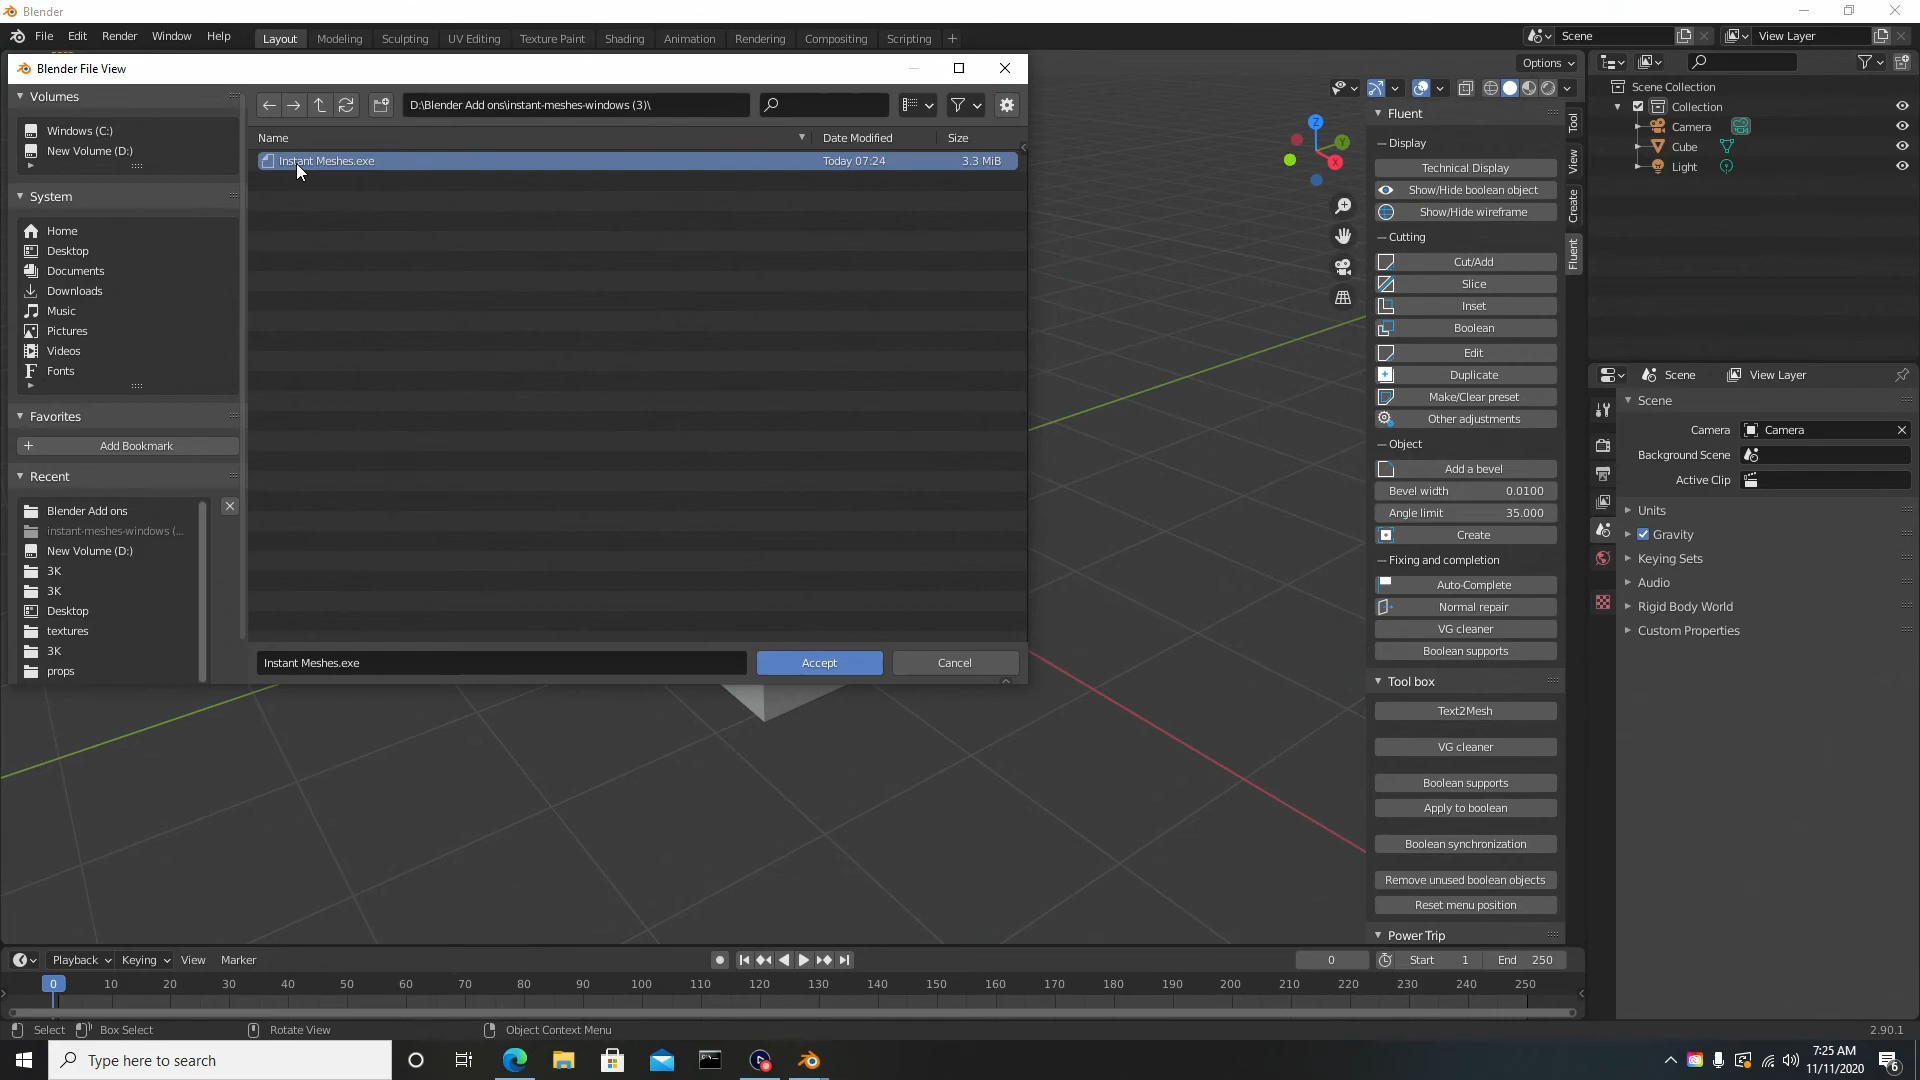 Blender
File Edit Render Window Help Layout Modeling Sculpting UV Editing Texture Paint Shading Animation Rendering Compositing Scripting + Scene View Layer
Options
Blender File View
Volumes
Windows (C:)
New Volume (D:)
System
Home
Desktop
Documents
Downloads
Music
Pictures
Videos
Fonts
Favorites
Add Bookmark
Recent
Blender Add ons
instant-meshes-windows (...
New Volume (D:)
3K
3K
Desktop
textures
3K
props
D:\Blender Add ons\instant-meshes-windows (3)\
Name Date Modified Size
Instant Meshes.exe Today 07:24 3.3 MiB
Instant Meshes.exe Accept Cancel
Z
Y
X
Fluent
Display
Technical Display
Show/Hide boolean object
Show/Hide wireframe
Cutting
Cut/Add
Slice
Inset
Boolean
Edit
Duplicate
Make/Clear preset
Other adjustments
Object
Add a bevel
Bevel width 0.0100
Angle limit 35.000
Create
Fixing and completion
Auto-Complete
Normal repair
VG cleaner
Boolean supports
Tool box
Text2Mesh
VG cleaner
Boolean supports
Apply to boolean
Boolean synchronization
Remove unused boolean objects
Reset menu position
Power Trip
Tool
View
Create
Fluent
Scene Collection
Collection
Camera
Cube
Light
Scene View Layer
Scene
Camera Camera
Background Scene
Active Clip
Units
Gravity
Keying Sets
Audio
Rigid Body World
Custom Properties
Playback Keying View Marker 0 Start 1 End 250
0 10 20 30 40 50 60 70 80 90 100 110 120 130 140 150 160 170 180 190 200 210 220 230 240 250
Select Box Select Rotate View Object Context Menu 2.90.1
Type here to search
7:25 AM
11/11/2020
6